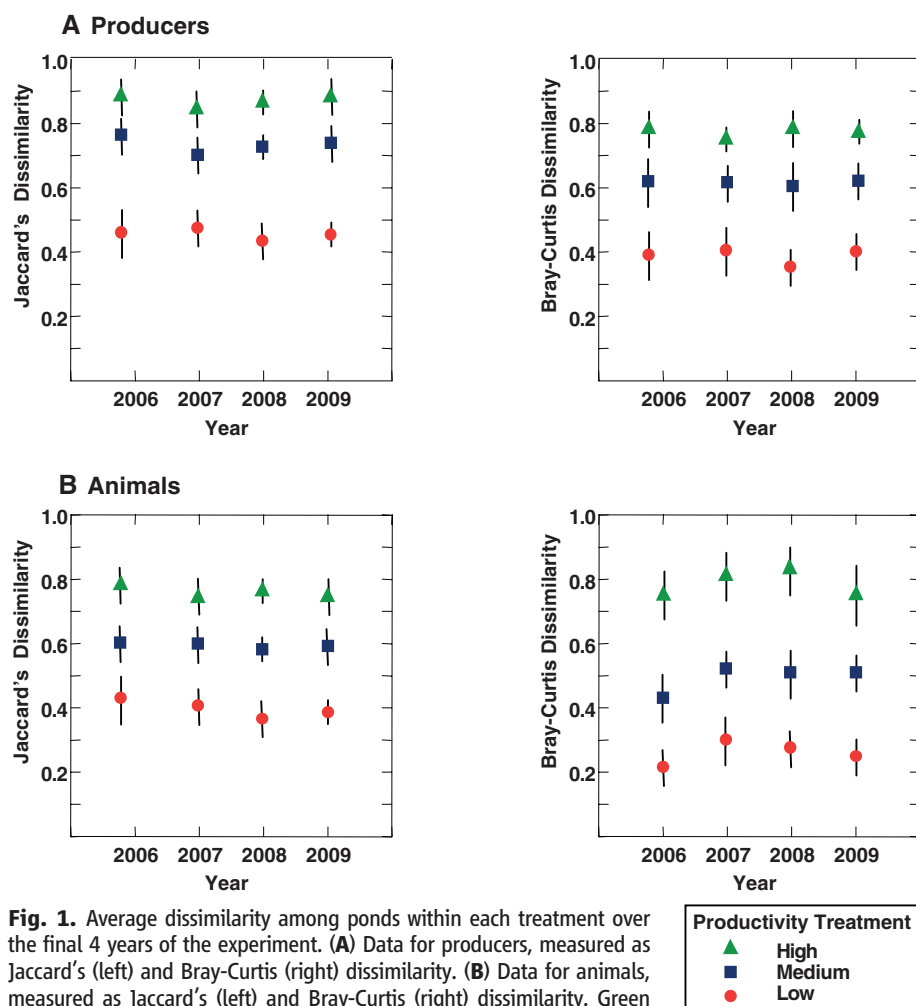 A Producers
Jaccard's Dissimilarity
1.0
0.8
0.6
0.4
0.2
2006 2007 2008 2009
Year
Bray-Curtis Dissimilarity
1.0
0.8
0.6
0.4
0.2
2006 2007 2008 2009
Year
B Animals
Jaccard's Dissimilarity
1.0
0.8
0.6
0.4
0.2
2006 2007 2008 2009
Year
Bray-Curtis Dissimilarity
1.0
0.8
0.6
0.4
0.2
2006 2007 2008 2009
Year
Fig. 1. Average dissimilarity among ponds within each treatment over
the final 4 years of the experiment. (A) Data for producers, measured as
Jaccard's (left) and Bray-Curtis (right) dissimilarity. (B) Data for animals,
measured as Jaccard's (left) and Bray-Curtis (right) dissimilarity. Green
Productivity Treatment
High
Medium
Low